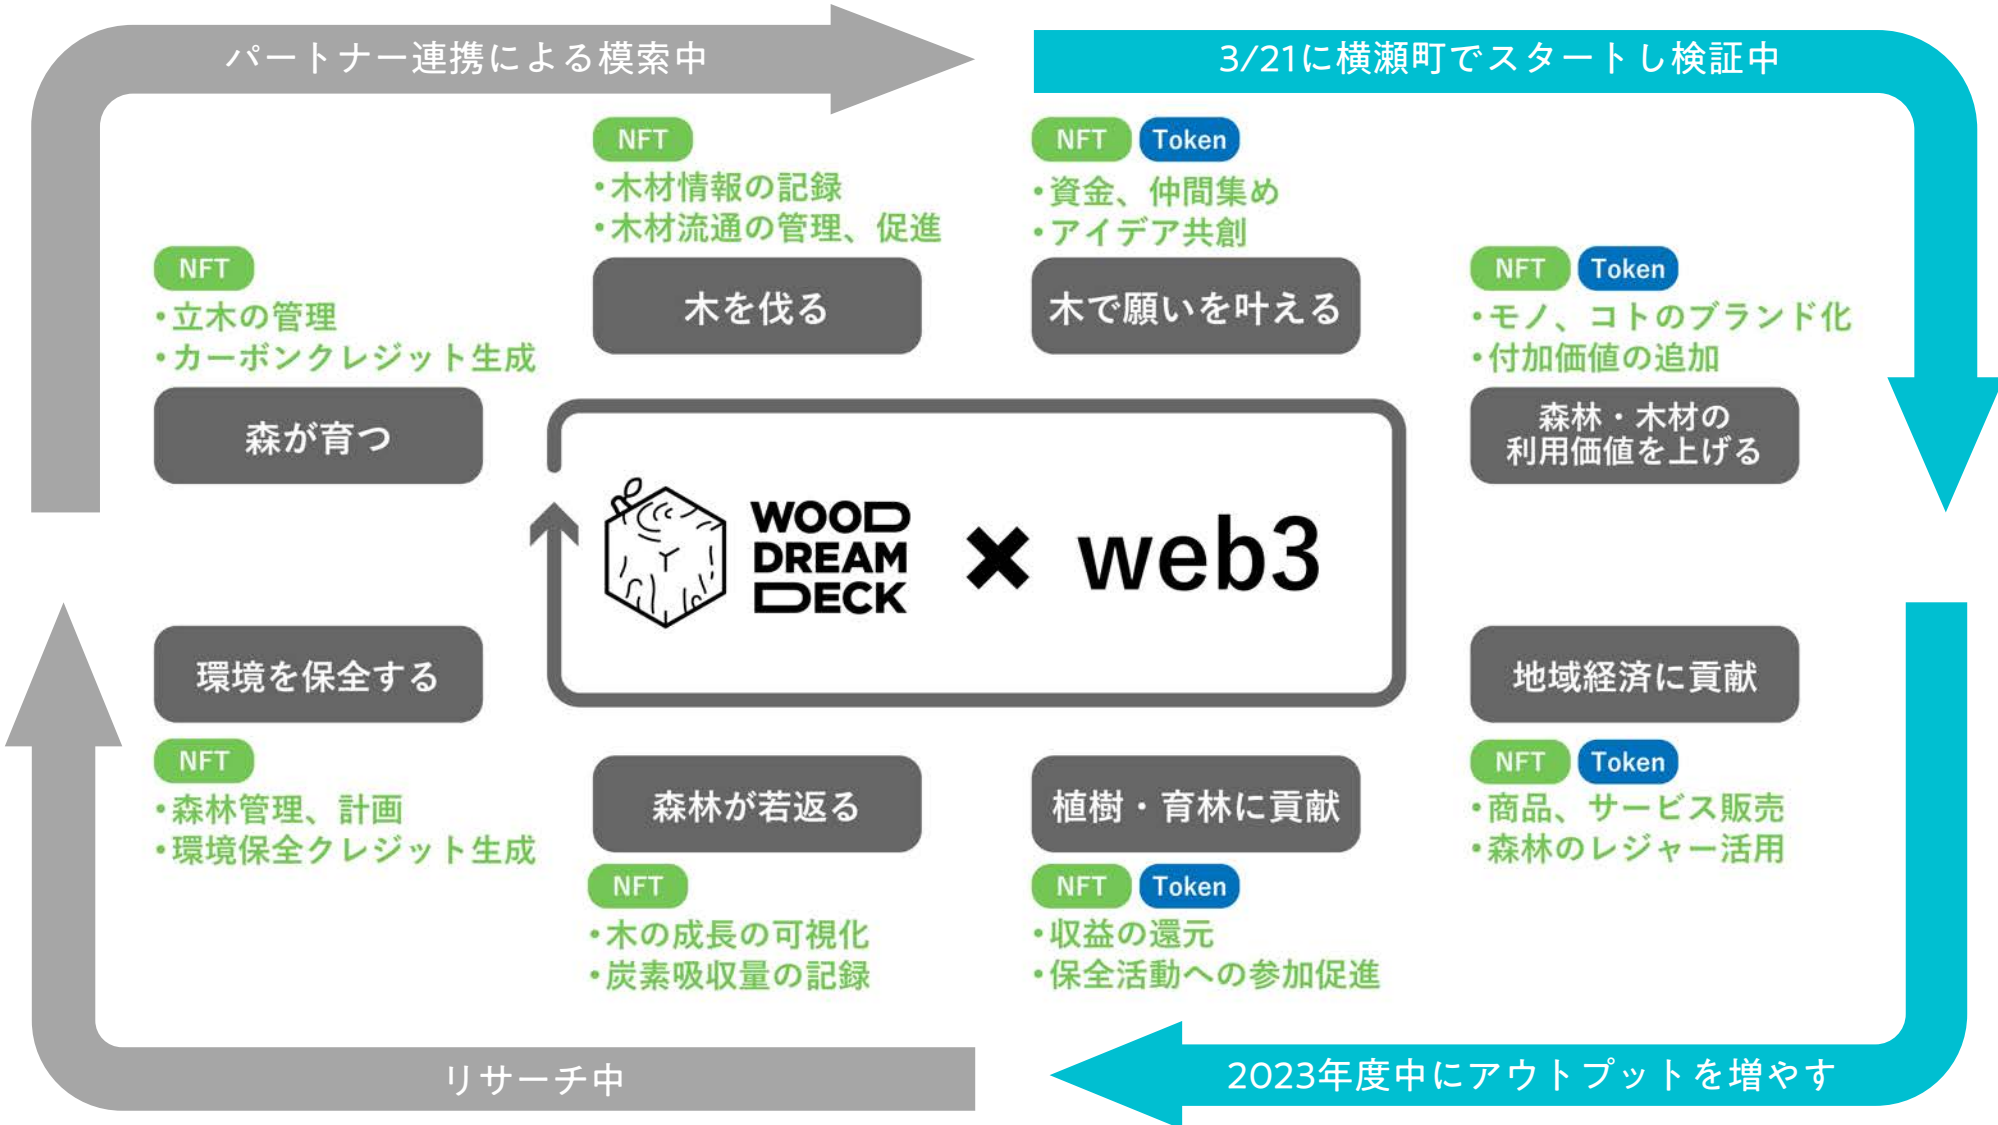 パートナー連携による模索中
3/21に横瀬町でスタートし検証中
NFT
・木材情報の記録
・木材流通の管理、促進
木を伐る
NFT Token
・資金、仲間集め
・アイデア共創
木で願いを叶える
NFT
・立木の管理
・カーボンクレジット生成
森が育つ
NFT Token
・モノ、コトのブランド化
・付加価値の追加
森林・木材の
利用価値を上げる
WOOD
DREAM
DECK
× web3
環境を保全する
NFT
・森林管理、計画
・環境保全クレジット生成
森林が若返る
NFT
・木の成長の可視化
・炭素吸収量の記録
植樹・育林に貢献
NFT Token
・収益の還元
・保全活動への参加促進
地域経済に貢献
NFT Token
・商品、サービス販売
・森林のレジャー活用
リサーチ中
2023年度中にアウトプットを増やす